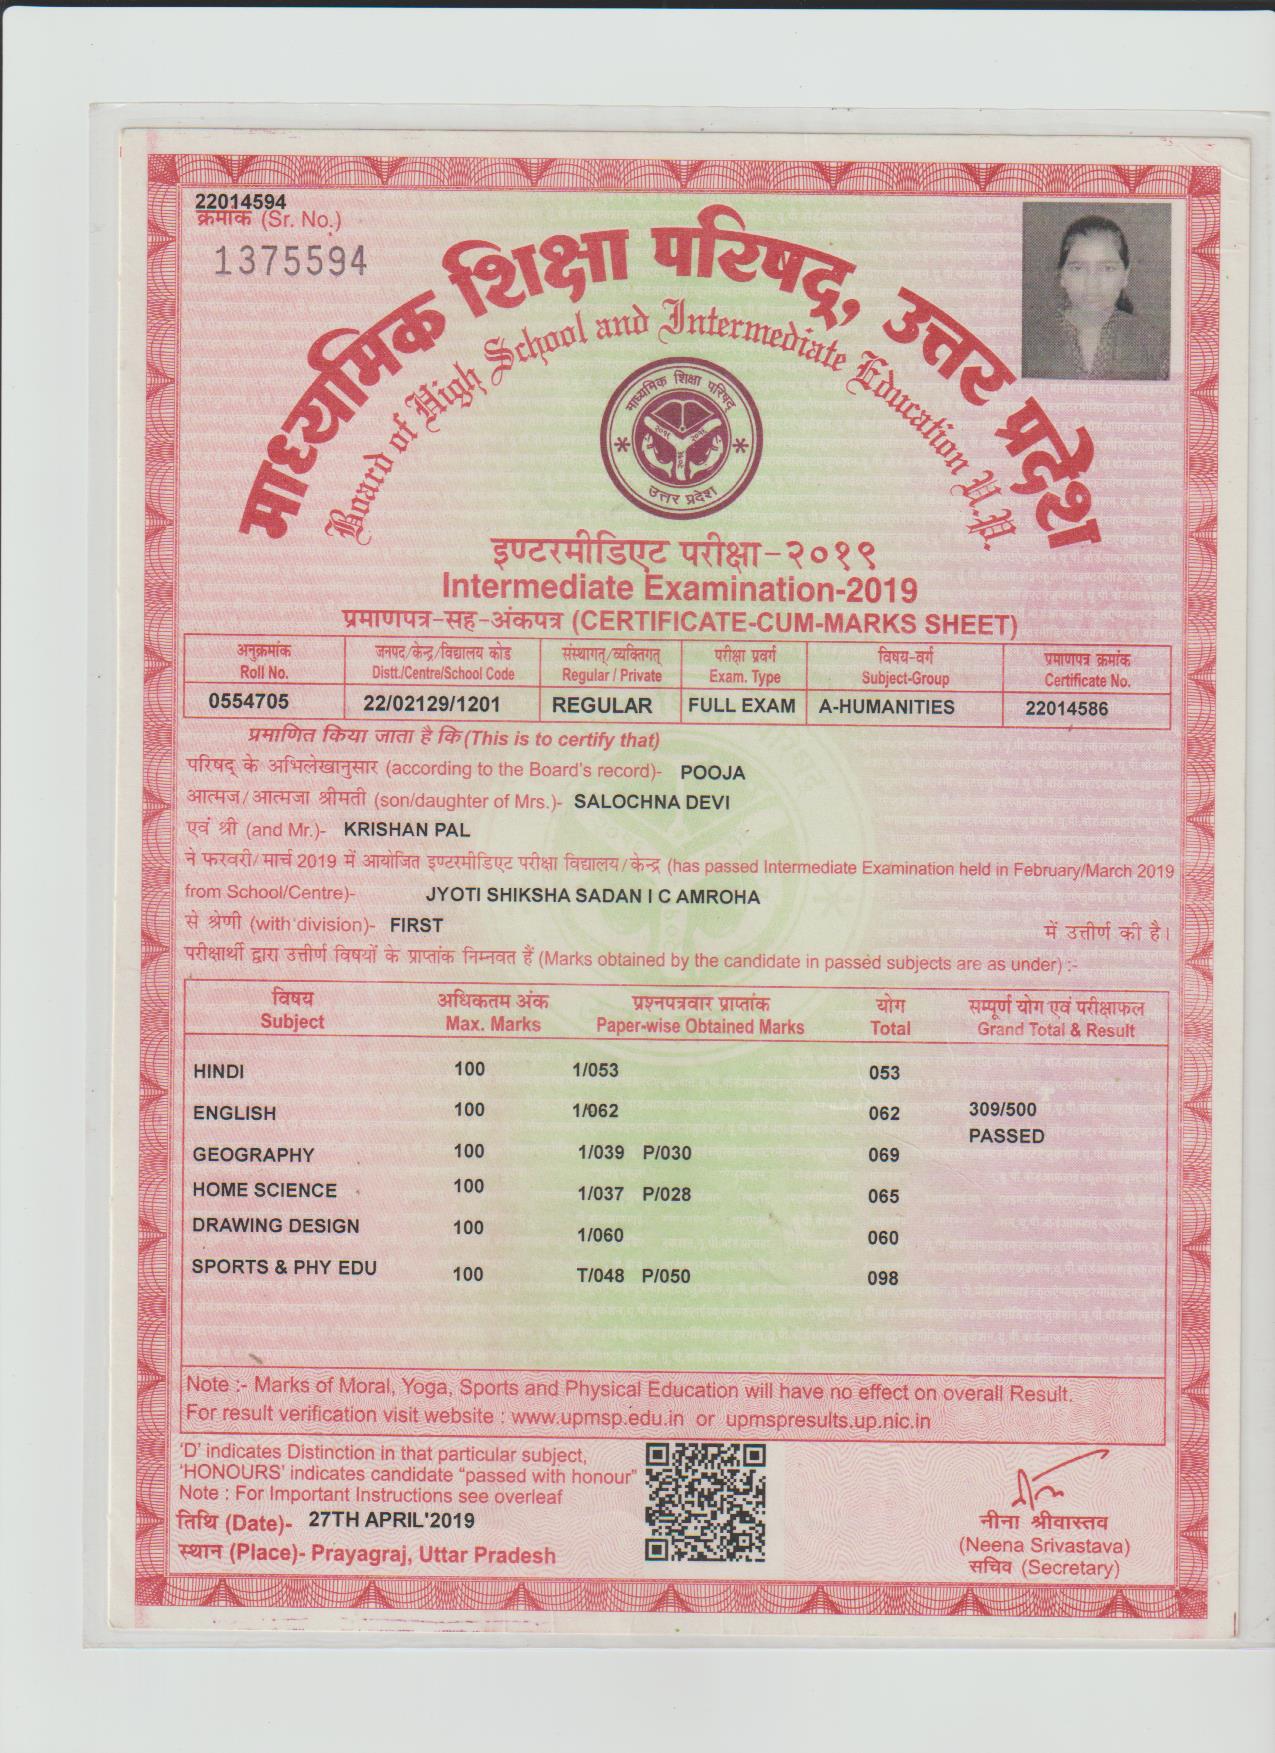 22014594
क्रमांक (Sr. No.)
1375594
माध्यमिक शिक्षा परिषद्, उत्तर प्रदेश
Board of High School and Intermediate Education U.P.
माध्यमिक शिक्षा परिषद्
उत्तर प्रदेश
इण्टरमीडिएट परीक्षा-२०१९
Intermediate Examination-2019
प्रमाणपत्र-सह-अंकपत्र (CERTIFICATE-CUM-MARKS SHEET)
अनुक्रमांक जनपद/केन्द्र/विद्यालय कोड संस्थागत्/व्यक्तिगत् परीक्षा प्रवर्ग विषय-वर्ग प्रमाणपत्र क्रमांक
Roll No. Distt./Centre/School Code Regular / Private Exam. Type Subject-Group Certificate No.
0554705 22/02129/1201 REGULAR FULL EXAM A-HUMANITIES 22014586
प्रमाणित किया जाता है कि (This is to certify that)
परिषद् के अभिलेखानुसार (according to the Board's record)- POOJA
आत्मज/आत्मजा श्रीमती (son/daughter of Mrs.)- SALOCHNA DEVI
एवं श्री (and Mr.)- KRISHAN PAL
ने फरवरी/मार्च 2019 में आयोजित इण्टरमीडिएट परीक्षा विद्यालय/केन्द्र (has passed Intermediate Examination held in February/March 2019
from School/Centre)- JYOTI SHIKSHA SADAN I C AMROHA
से श्रेणी (with division)- FIRST में उत्तीर्ण की है।
परीक्षार्थी द्वारा उत्तीर्ण विषयों के प्राप्तांक निम्नवत हैं (Marks obtained by the candidate in passed subjects are as under) :-
विषय अधिकतम अंक प्रश्नपत्रवार प्राप्तांक योग सम्पूर्ण योग एवं परीक्षाफल
Subject Max. Marks Paper-wise Obtained Marks Total Grand Total & Result
HINDI 100 1/053 053
ENGLISH 100 1/062 062 309/500
PASSED
GEOGRAPHY 100 1/039 P/030 069
HOME SCIENCE 100 1/037 P/028 065
DRAWING DESIGN 100 1/060 060
SPORTS & PHY EDU 100 T/048 P/050 098
Note :- Marks of Moral, Yoga, Sports and Physical Education will have no effect on overall Result.
For result verification visit website : www.upmsp.edu.in or upmspresults.up.nic.in
'D' indicates Distinction in that particular subject,
'HONOURS' indicates candidate "passed with honour"
Note : For Important Instructions see overleaf
तिथि (Date)- 27TH APRIL'2019
स्थान (Place)- Prayagraj, Uttar Pradesh
नीना श्रीवास्तव
(Neena Srivastava)
सचिव (Secretary)